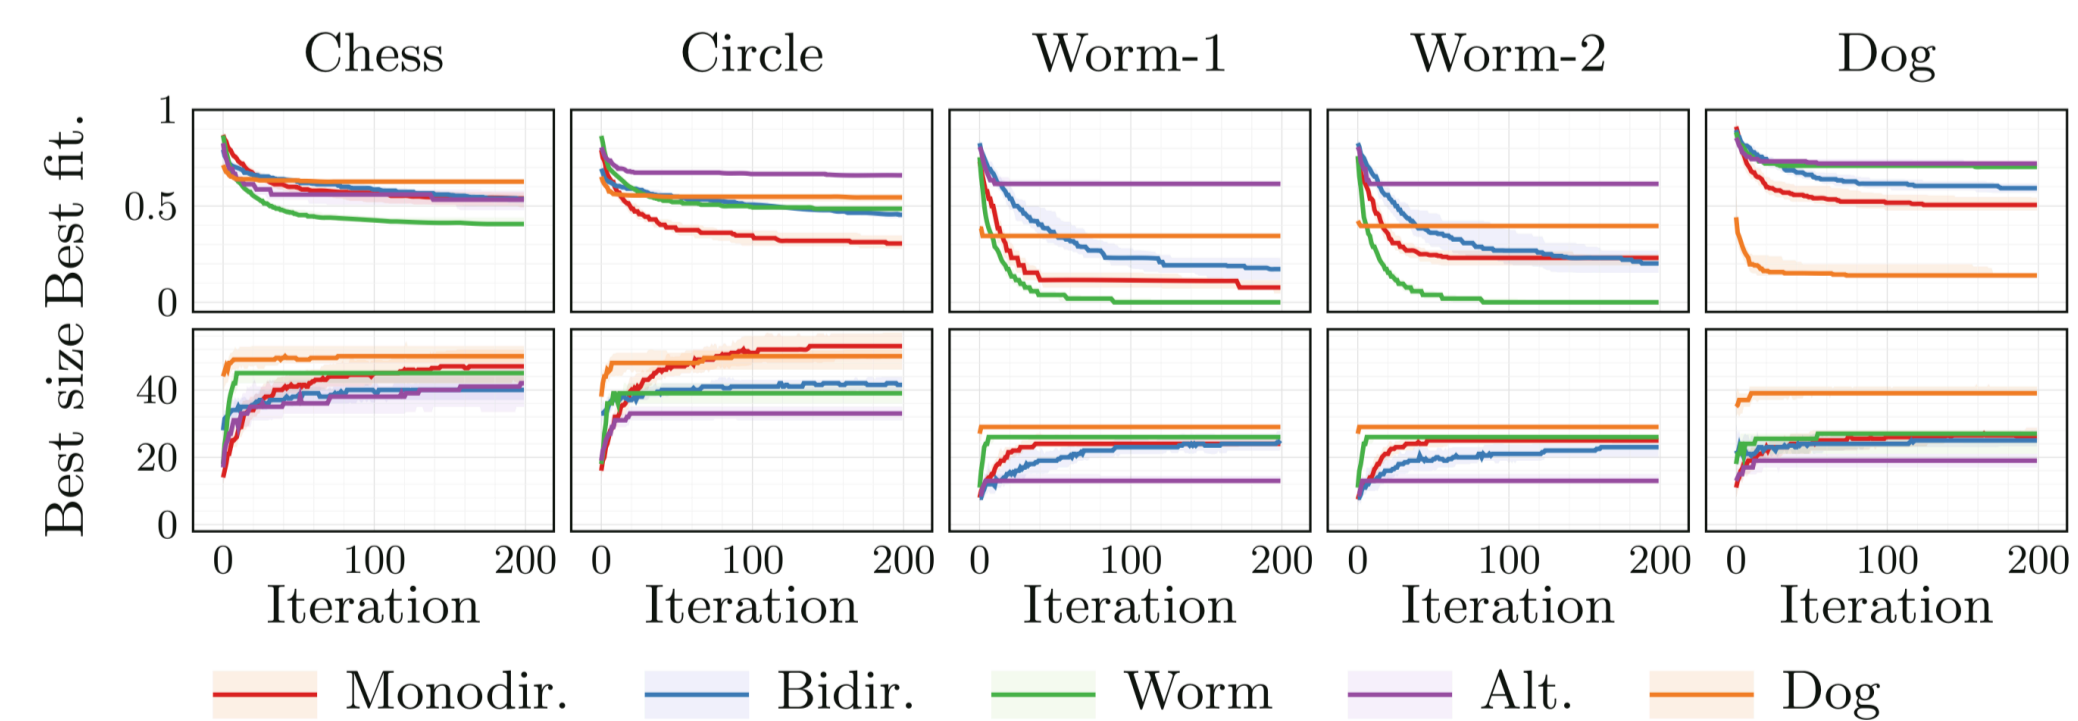 Chess Circle Worm-1 Worm-2 Dog
Best fit.
1
0.5
0
Best size
40
20
0
0 100 200 0 100 200 0 100 200 0 100 200 0 100 200
Iteration Iteration Iteration Iteration Iteration
Monodir. Bidir. Worm Alt. Dog